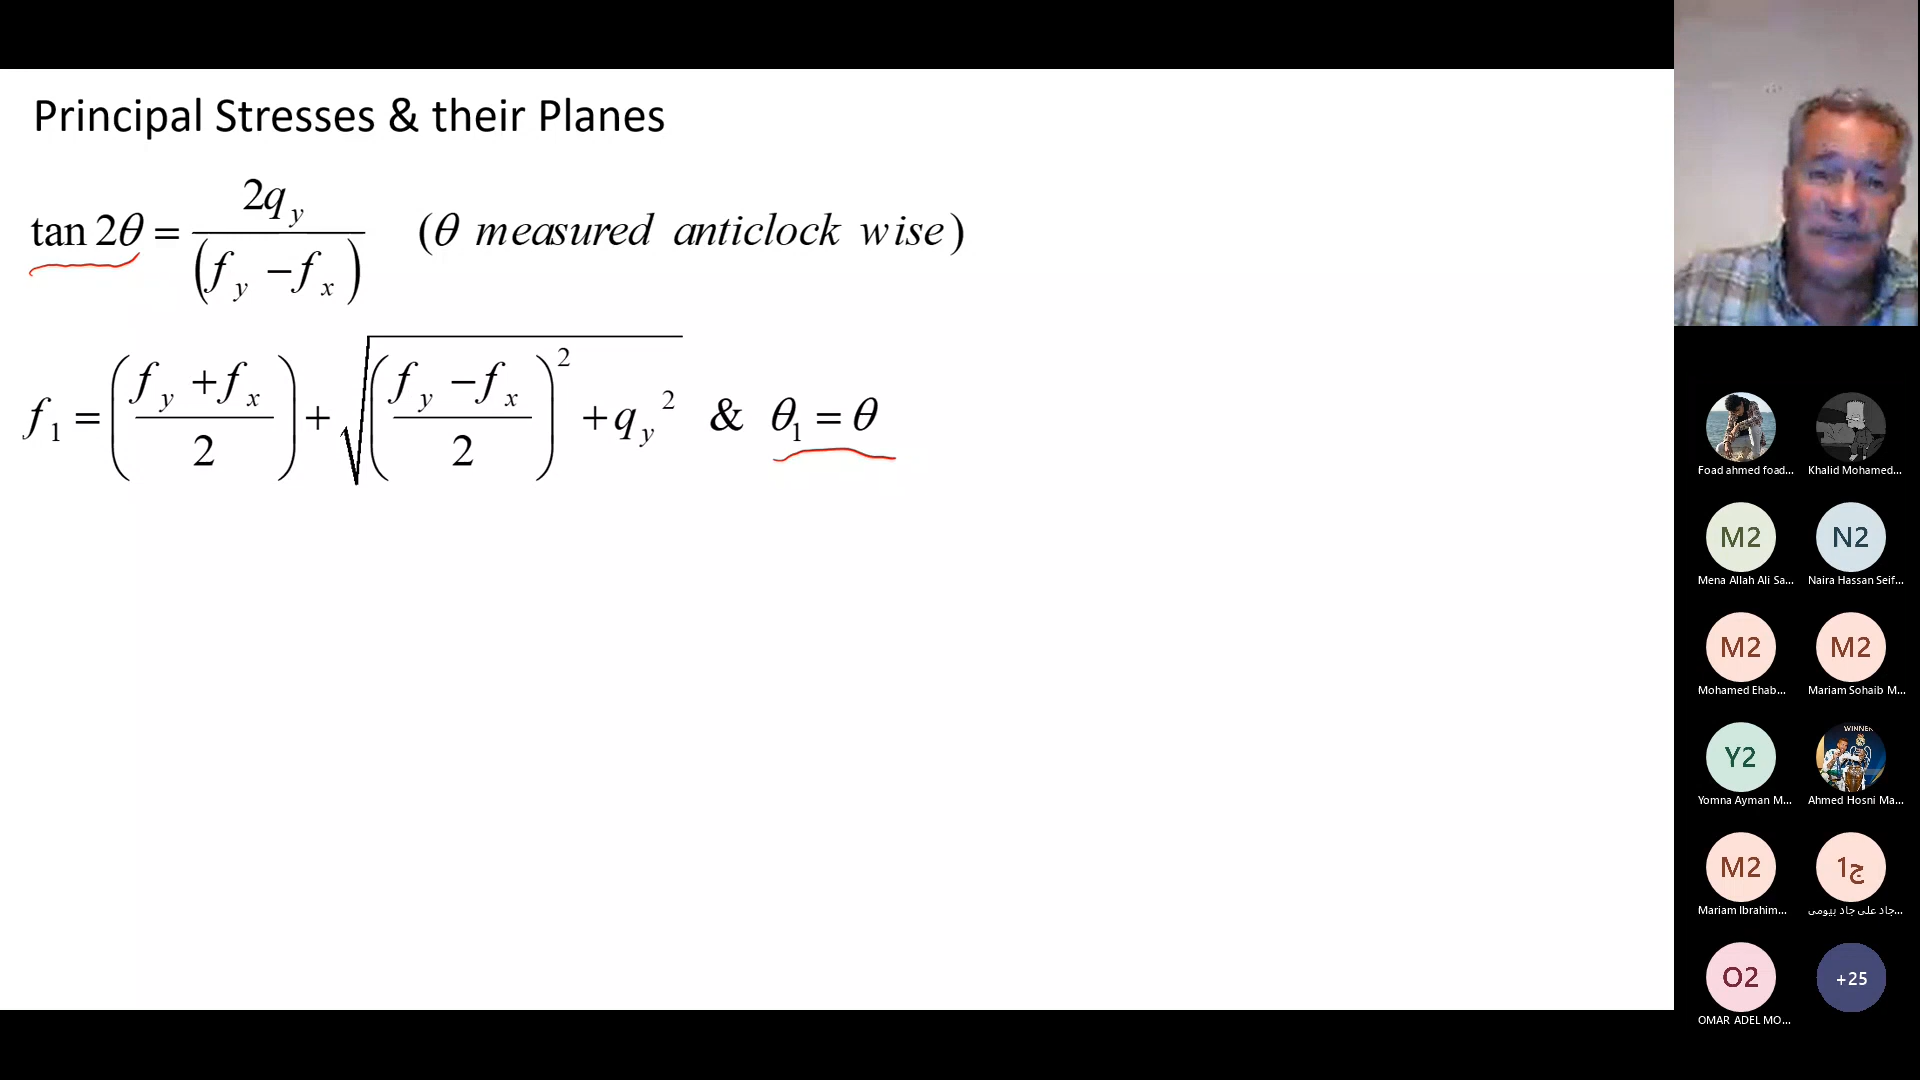 Principal Stresses & their Planes
tan 2θ = 2q_y / (f_y − f_x) (θ measured anticlock wise)
f_1 = ((f_y + f_x) / 2) + √(((f_y − f_x) / 2)^2 + q_y^2) & θ_1 = θ
Foad ahmed foad... Khalid Mohamed...
M2 N2
Mena Allah Ali Sa... Naira Hassan Seif...
M2 M2
Mohamed Ehab... Mariam Sohaib M...
WINNER
Y2
Yomna Ayman M... Ahmed Hosni Ma...
M2 ج1
Mariam Ibrahim... جاد على جاد بيومى...
O2 +25
OMAR ADEL MO...